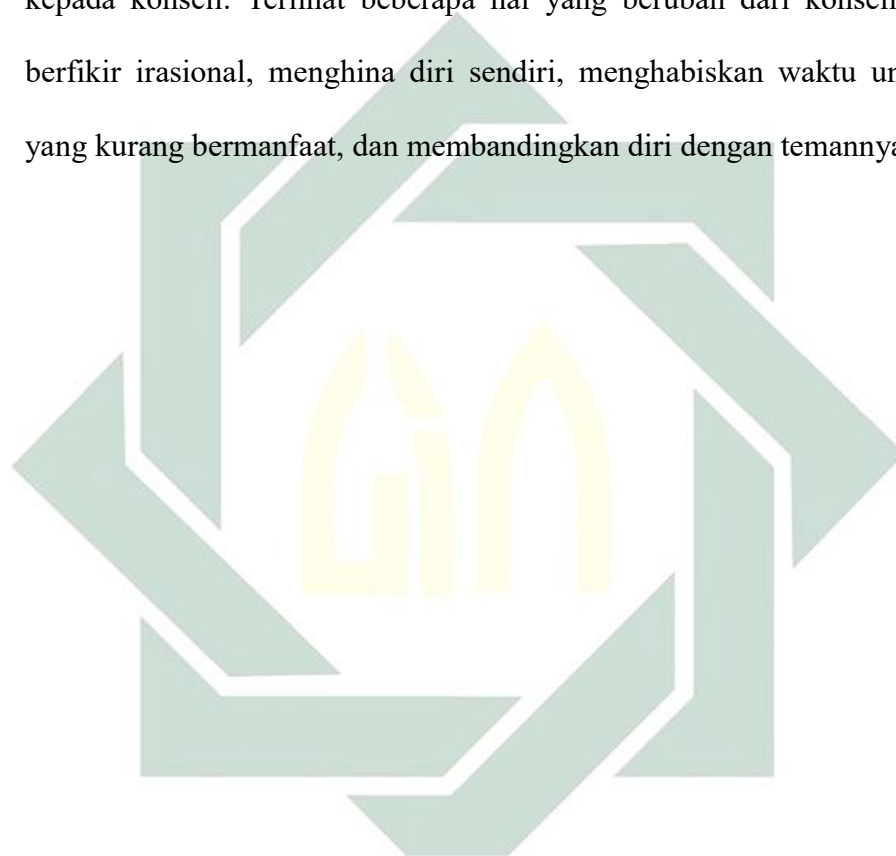 kepada konseli. Terlihat beberapa hal yang berubah dari konseli
berfikir irasional, menghina diri sendiri, menghabiskan waktu
yang kurang bermanfaat, dan membandingkan diri dengan temannya